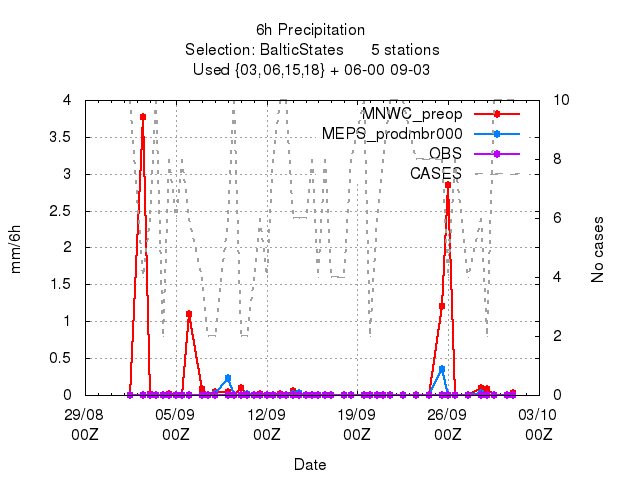 6h Precipitation
Selection: BalticStates 5 stations
Used {03,06,15,18} + 06-00 09-03
MNWC_preop
MEPS_prodmbr000
OBS
CASES
4
3.5
3
2.5
2
1.5
1
0.5
0
10
8
6
4
2
0
mm/6h
No cases
29/08 05/09 12/09 19/09 26/09 03/10
00Z 00Z 00Z 00Z 00Z 00Z
Date